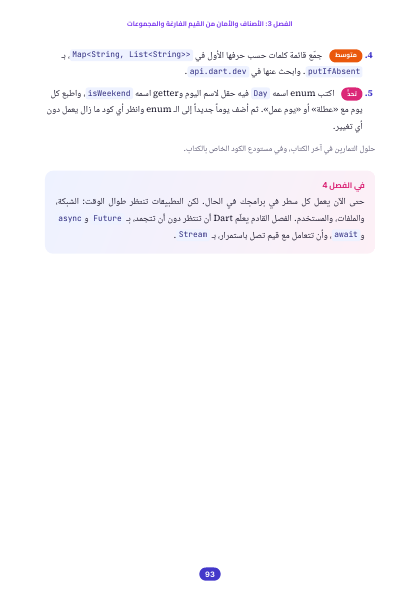 الفصل 3: الأصناف والأمان من القيم الفارغة والمجموعات
4. متوسط جمّع قائمة كلمات حسب حرفها الأول في Map<String, List<String>>، بـ
putIfAbsent. وابحث عنها في api.dart.dev.
5. تحدٍّ اكتب enum اسمه Day فيه حقل لاسم اليوم وgetter اسمه isWeekend، واطبع كل
يوم مع «عطلة» أو «يوم عمل». ثم أضف يوماً جديداً إلى الـ enum وانظر أي كود ما زال يعمل دون
أي تغيير.
حلول التمارين في آخر الكتاب، وفي مستودع الكود الخاص بالكتاب.
في الفصل 4
حتى الآن يعمل كل سطر في برامجك في الحال. لكن التطبيقات تنتظر طوال الوقت: الشبكة،
والملفات، والمستخدم. الفصل القادم يعلّم Dart أن تنتظر دون أن تتجمد، بـ Future و async
و await، وأن تتعامل مع قيم تصل باستمرار، بـ Stream.
93